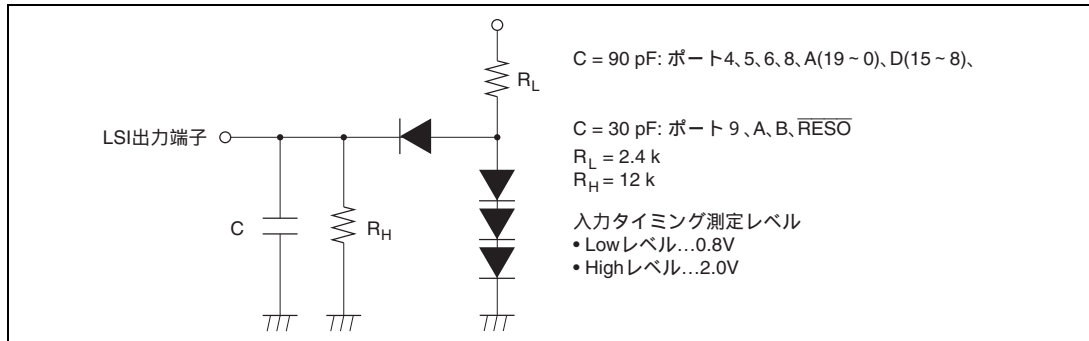 C = 90 pF: ポート4、5、6、8、A(19～0)、D(15～8)、
R_L
LSI出力端子
C = 30 pF: ポート 9 、A、B、RESO
R_L = 2.4 k
R_H = 12 k
C
R_H
入力タイミング測定レベル
• Lowレベル…0.8V
• Highレベル…2.0V